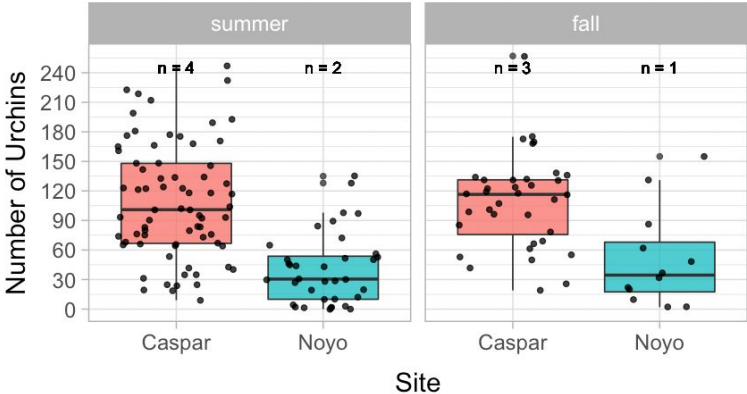 summer
fall
Number of Urchins
240
210
180
150
120
90
60
30
0
n = 4
n = 2
n = 3
n = 1
Caspar
Noyo
Caspar
Noyo
Site